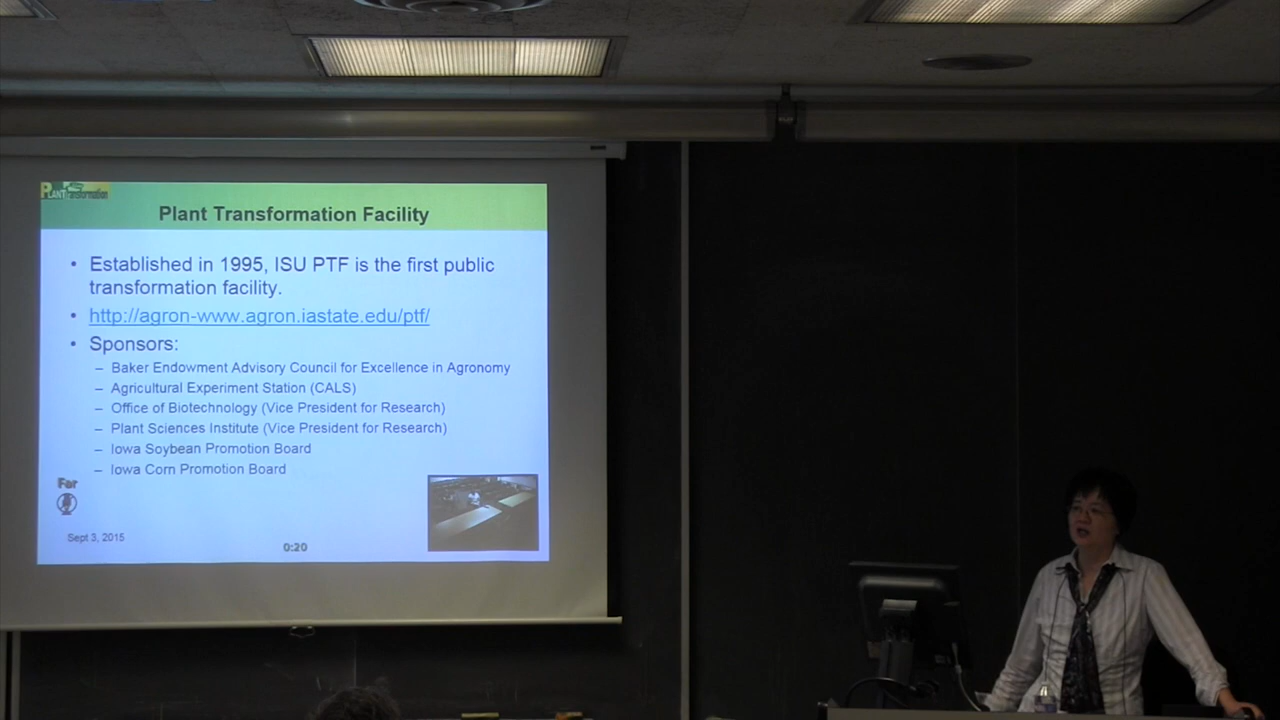 PLANT Transformation
Plant Transformation Facility
• Established in 1995, ISU PTF is the first public
transformation facility.
• http://agron-www.agron.iastate.edu/ptf/
• Sponsors:
– Baker Endowment Advisory Council for Excellence in Agronomy
– Agricultural Experiment Station (CALS)
– Office of Biotechnology (Vice President for Research)
– Plant Sciences Institute (Vice President for Research)
– Iowa Soybean Promotion Board
– Iowa Corn Promotion Board
Far
Sept 3, 2015
0:20